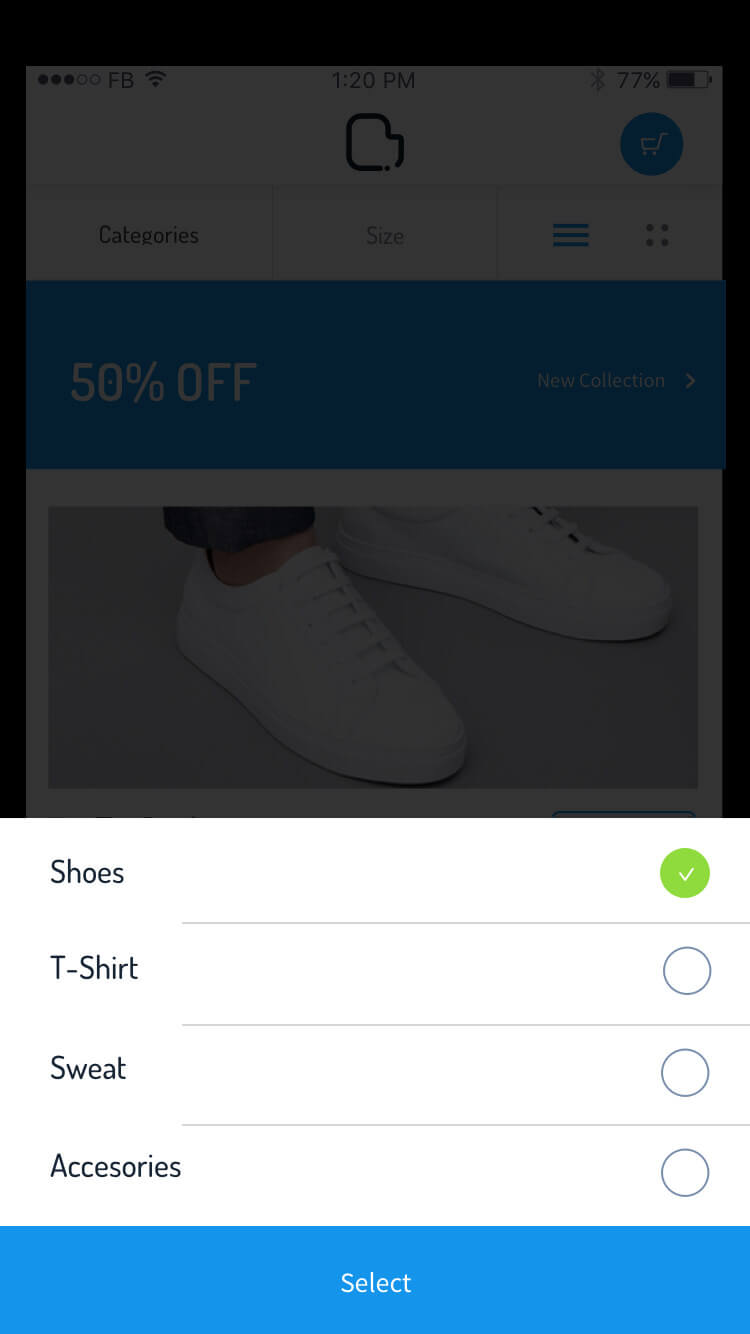 FB 1:20 PM 77%
Categories Size
50% OFF New Collection
Shoes
T-Shirt
Sweat
Accesories
Select